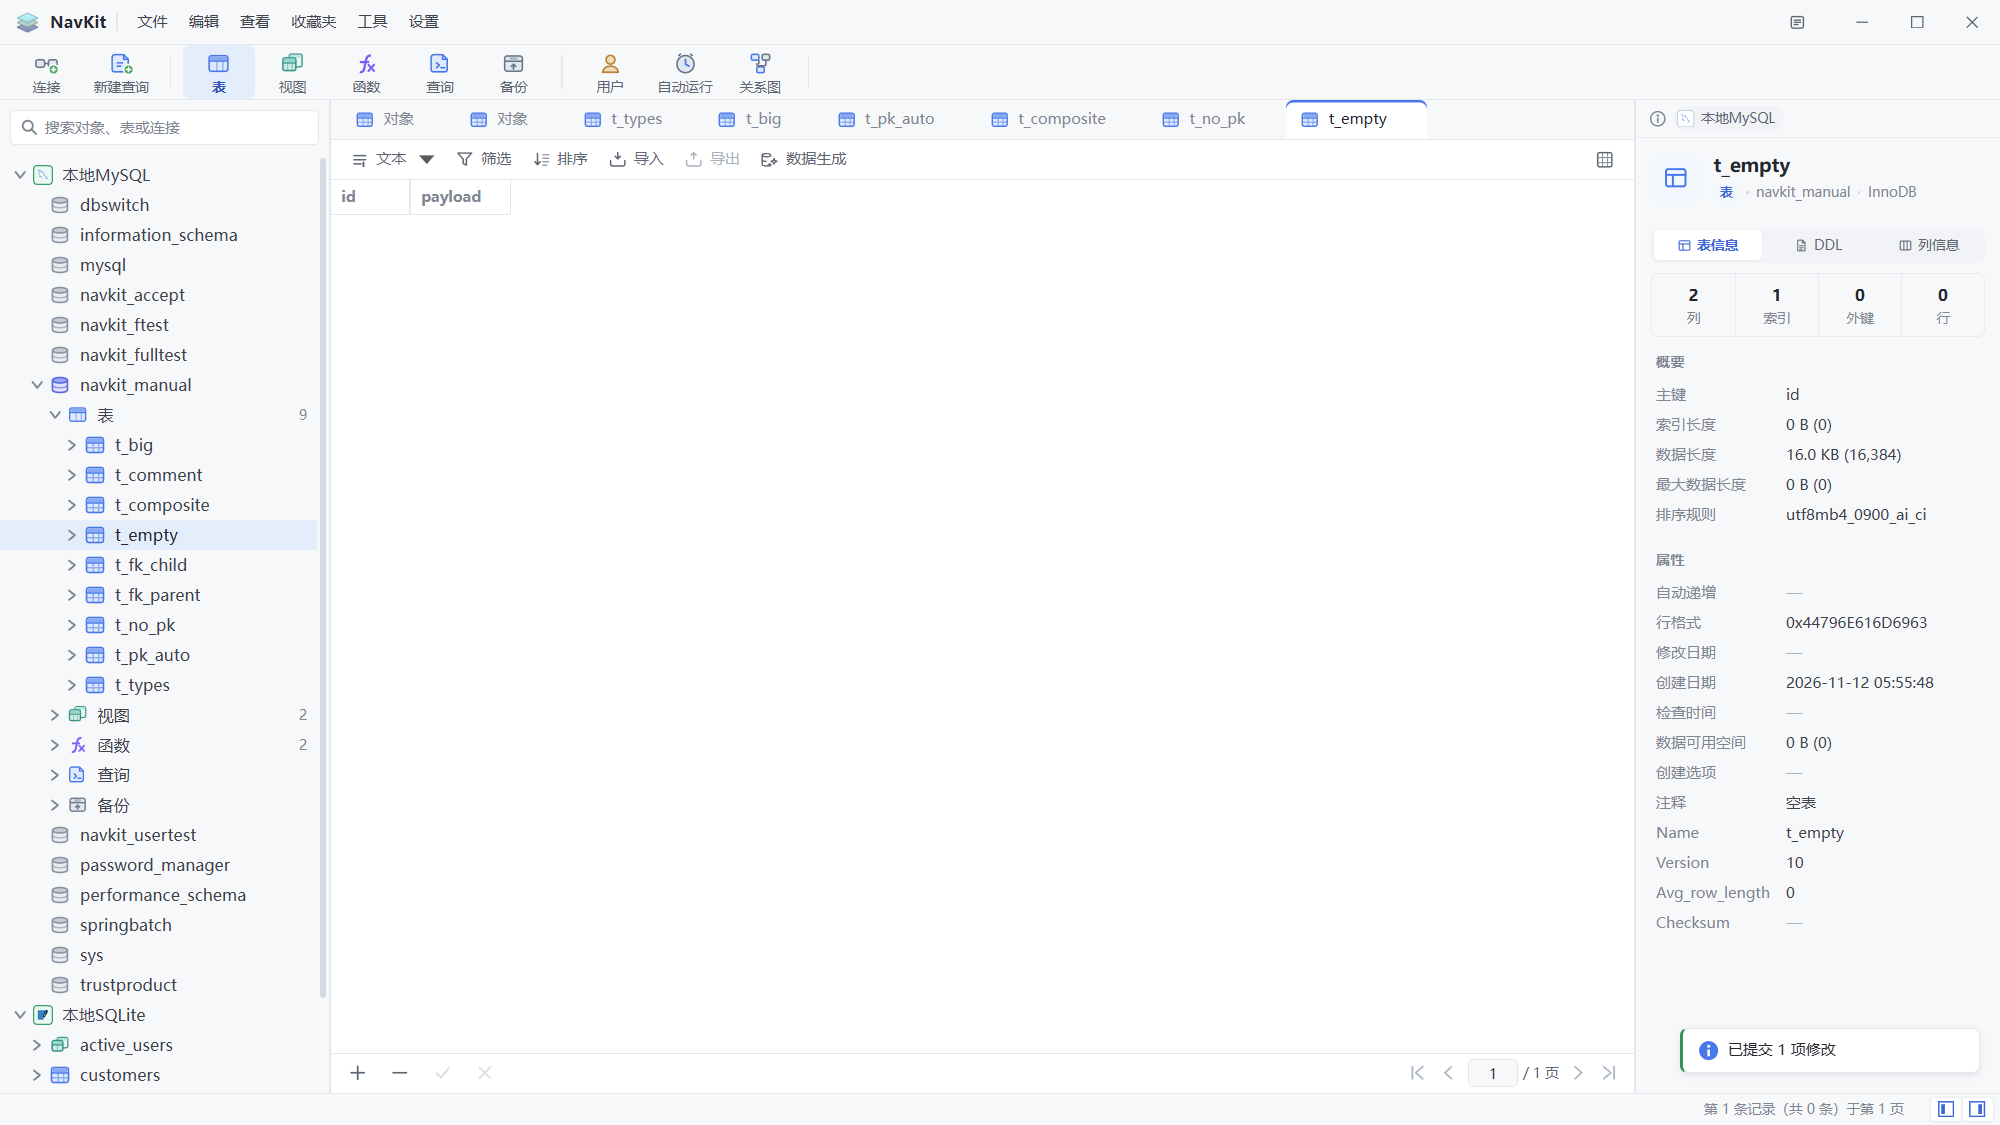 NavKit 文件 编辑 查看 收藏夹 工具 设置
连接 新建查询 表 视图 函数 查询 备份 用户 自动运行 关系图
搜索对象、表或连接
本地MySQL
dbswitch
information_schema
mysql
navkit_accept
navkit_ftest
navkit_fulltest
navkit_manual
表 9
t_big
t_comment
t_composite
t_empty
t_fk_child
t_fk_parent
t_no_pk
t_pk_auto
t_types
视图 2
函数 2
查询
备份
navkit_usertest
password_manager
performance_schema
springbatch
sys
trustproduct
本地SQLite
active_users
customers
对象 对象 t_types t_big t_pk_auto t_composite t_no_pk t_empty
文本 筛选 排序 导入 导出 数据生成
id payload
1 / 1 页
本地MySQL
t_empty
表 · navkit_manual · InnoDB
表信息 DDL 列信息
2 1 0 0
列 索引 外键 行
概要
主键 id
索引长度 0 B (0)
数据长度 16.0 KB (16,384)
最大数据长度 0 B (0)
排序规则 utf8mb4_0900_ai_ci
属性
自动递增 —
行格式 0x44796E616D6963
修改日期 —
创建日期 2026-11-12 05:55:48
检查时间 —
数据可用空间 0 B (0)
创建选项 —
注释 空表
Name t_empty
Version 10
Avg_row_length 0
Checksum —
已提交 1 项修改
第 1 条记录（共 0 条）于第 1 页